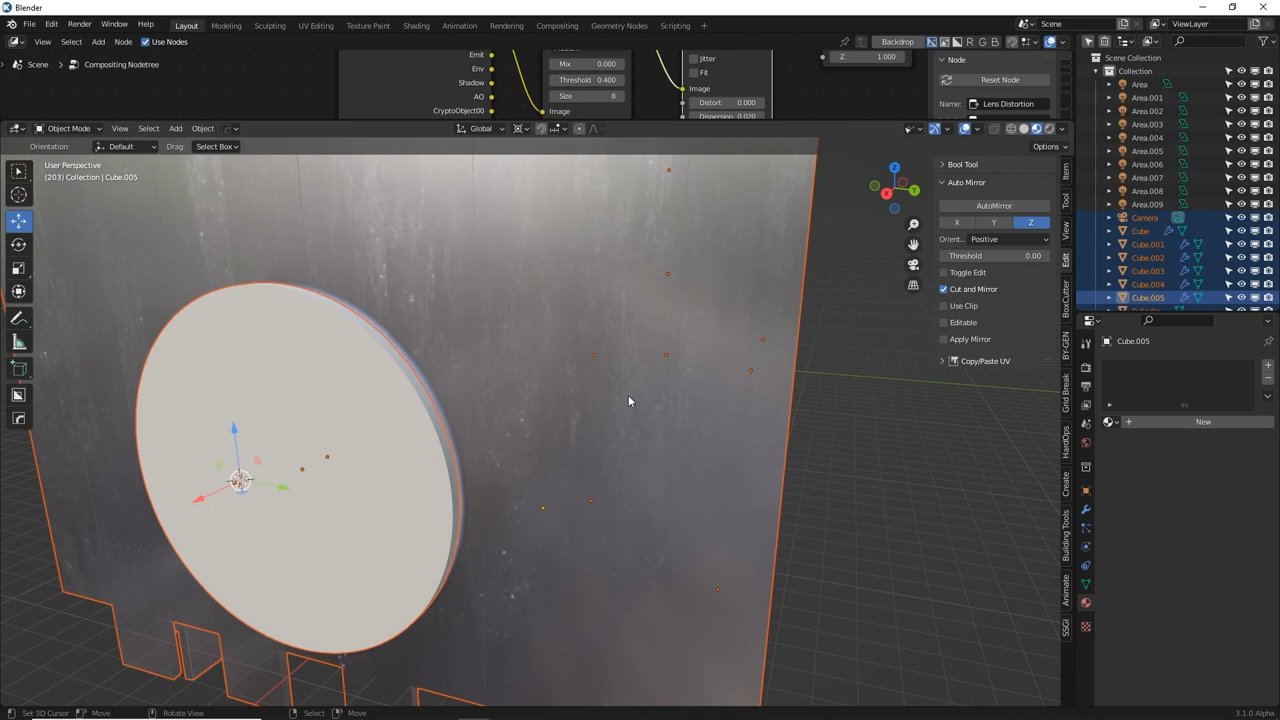 Blender
File Edit Render Window Help Layout Modeling Sculpting UV Editing Texture Paint Shading Animation Rendering Compositing Geometry Nodes Scripting + Scene ViewLayer
View Select Add Node Use Nodes Backdrop R G B
Scene Compositing Nodetree
Emit
Env
Shadow
AO
CryptoObject00
Mix 0.000
Threshold 0.400
Size 8
Image
Jitter
Fit
Image
Distort 0.000
Dispersion 0.020
Z 1.000
Node
Reset Node
Name: Lens Distortion
Object Mode View Select Add Object Global
Orientation: Default Drag: Select Box Options
User Perspective
(203) Collection | Cube.005
Z
Y
X
Bool Tool
Auto Mirror
AutoMirror
X Y Z
Orient... Positive
Threshold 0.00
Toggle Edit
Cut and Mirror
Use Clip
Editable
Apply Mirror
Copy/Paste UV
Item
Tool
View
Edit
BoxCutter
BY-GEN
Grid Break
HardOps
Create
Building Tools
Animate
SSGI
Scene Collection
Collection
Area
Area.001
Area.002
Area.003
Area.004
Area.005
Area.006
Area.007
Area.008
Area.009
Camera
Cube
Cube.001
Cube.002
Cube.003
Cube.004
Cube.005
Cube.005
New
Set 3D Cursor Move Rotate View Select Move 3.1.0 Alpha